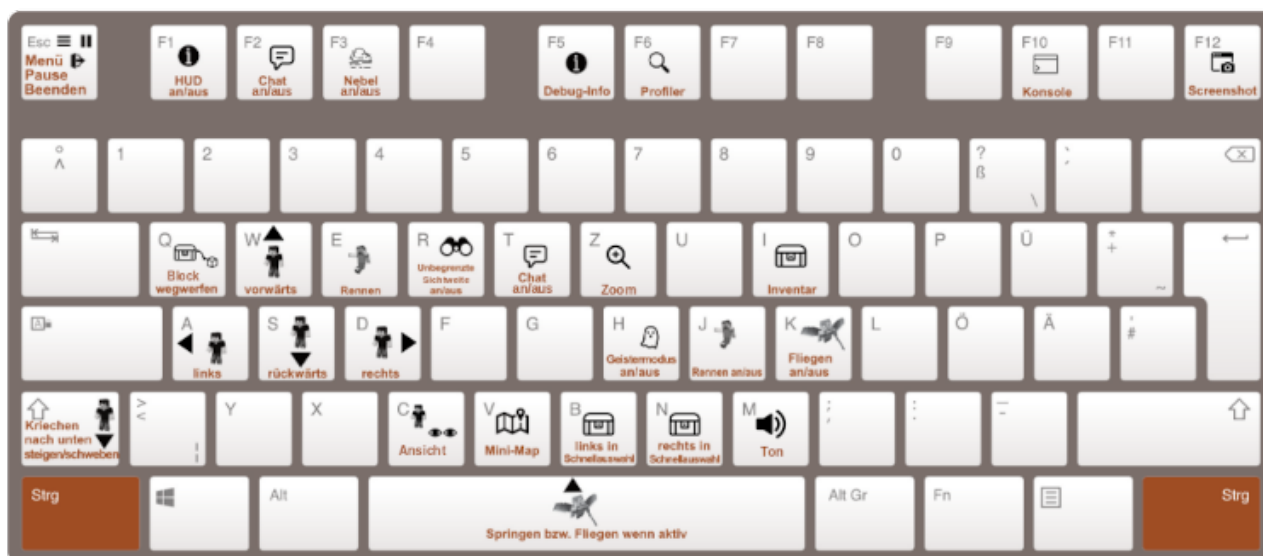 Esc
Menü
Pause
Beenden
F1
HUD
an/aus
F2
Chat
an/aus
F3
Nebel
an/aus
F4
F5
Debug-Info
F6
Profiler
F7
F8
F9
F10
Konsole
F11
F12
Screenshot
°
^
1
2
3
4
5
6
7
8
9
0
?
ß
\
Q
Block
wegwerfen
W
vorwärts
E
Rennen
R
Unbegrenzte
Sichtweite
an/aus
T
Chat
an/aus
Z
Zoom
U
I
Inventar
O
P
Ü
*
+
~
A
A
links
S
rückwärts
D
rechts
F
G
H
Geistermodus
an/aus
J
Rennen an/aus
K
Fliegen
an/aus
L
Ö
Ä
'
#
Kriechen
nach unten
steigen/schweben
>
<
|
Y
X
C
Ansicht
V
Mini-Map
B
links in
Schnellauswahl
N
rechts in
Schnellauswahl
M
Ton
;
,
:
.
_
-
Strg
Alt
Springen bzw. Fliegen wenn aktiv
Alt Gr
Fn
Strg